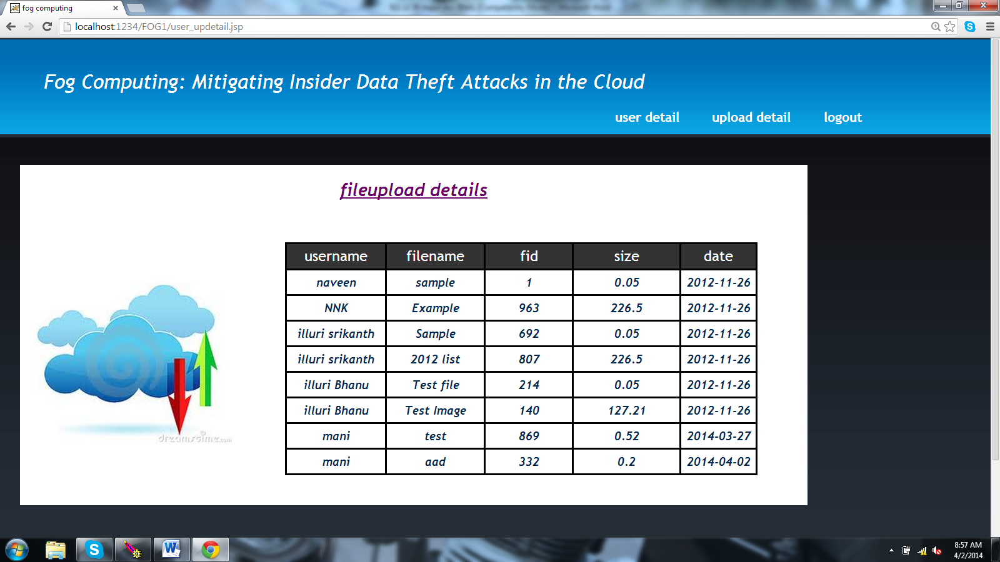 fog computing
localhost:1234/FOG1/user_updetail.jsp
Fog Computing: Mitigating Insider Data Theft Attacks in the Cloud
user detail upload detail logout
fileupload details
username filename fid size date
naveen sample 1 0.05 2012-11-26
NNK Example 963 226.5 2012-11-26
illuri srikanth Sample 692 0.05 2012-11-26
illuri srikanth 2012 list 807 226.5 2012-11-26
illuri Bhanu Test file 214 0.05 2012-11-26
illuri Bhanu Test Image 140 127.21 2012-11-26
mani test 869 0.52 2014-03-27
mani aad 332 0.2 2014-04-02
dreamstime.com
8:57 AM
4/2/2014